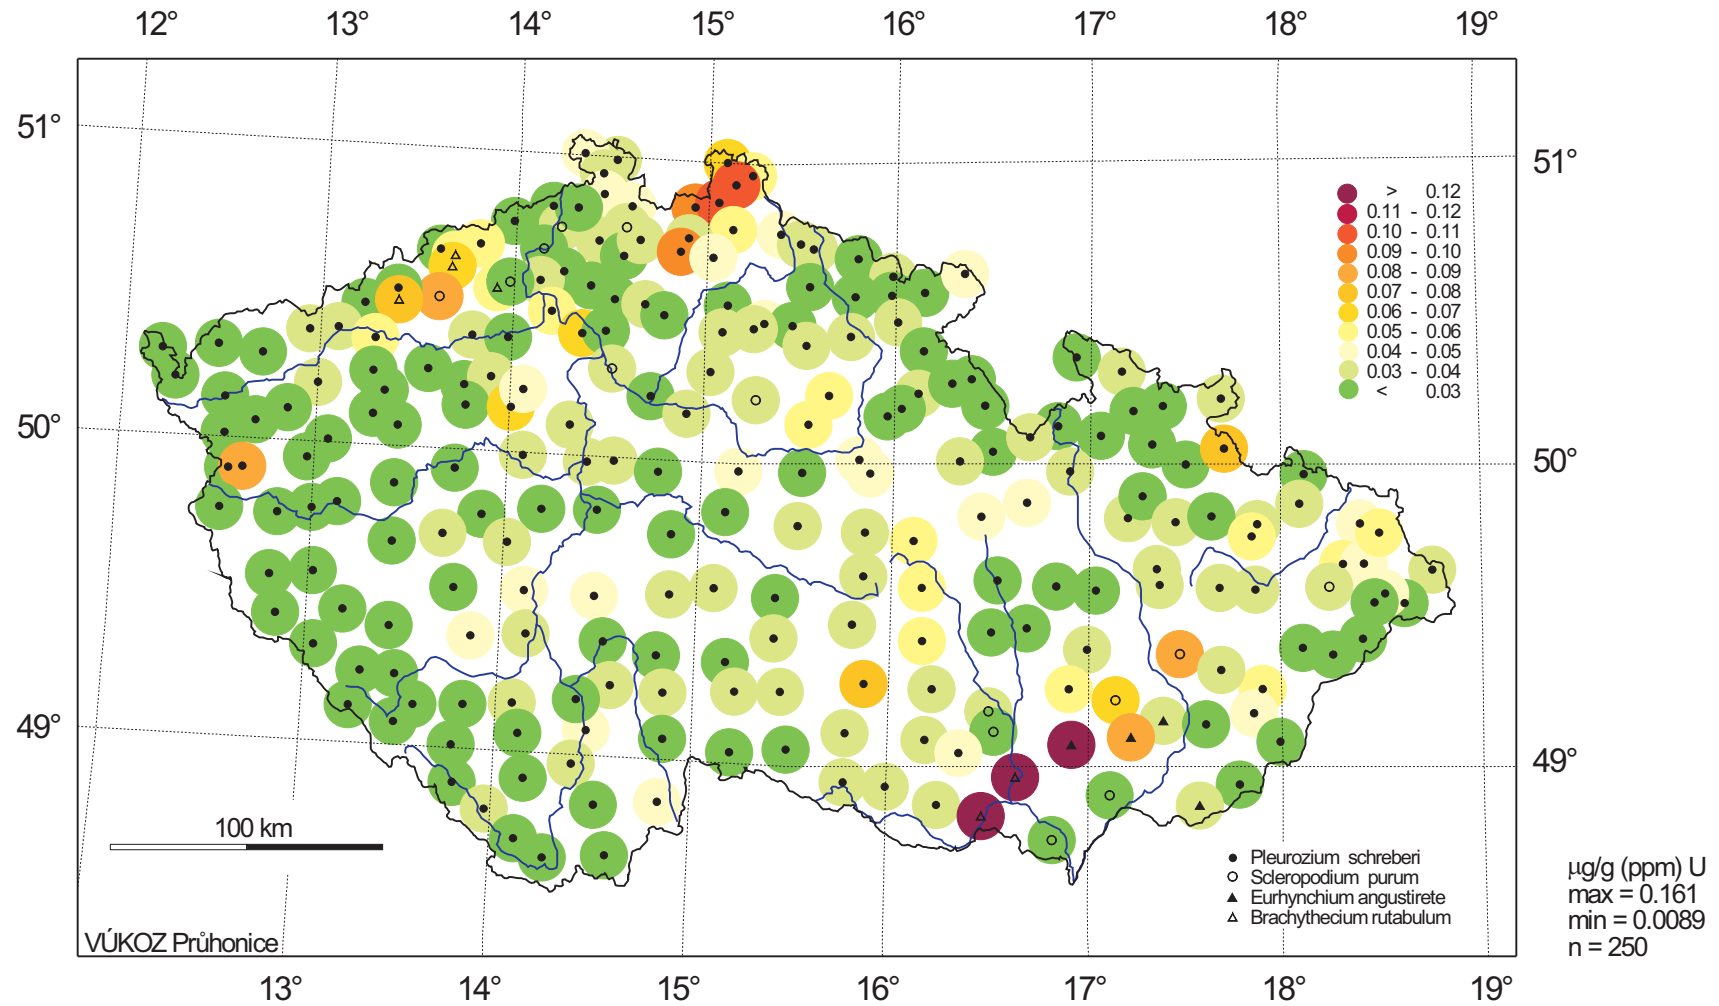 12° 13° 14° 15° 16° 17° 18° 19°
51°
51°
> 0.12
0.11 - 0.12
0.10 - 0.11
0.09 - 0.10
0.08 - 0.09
0.07 - 0.08
0.06 - 0.07
0.05 - 0.06
0.04 - 0.05
0.03 - 0.04
< 0.03
50°
50°
49°
49°
100 km
Pleurozium schreberi
Scleropodium purum
Eurhynchium angustirete
Brachythecium rutabulum
µg/g (ppm) U
max = 0.161
min = 0.0089
n = 250
VÚKOZ Průhonice
13° 14° 15° 16° 17° 18° 19°